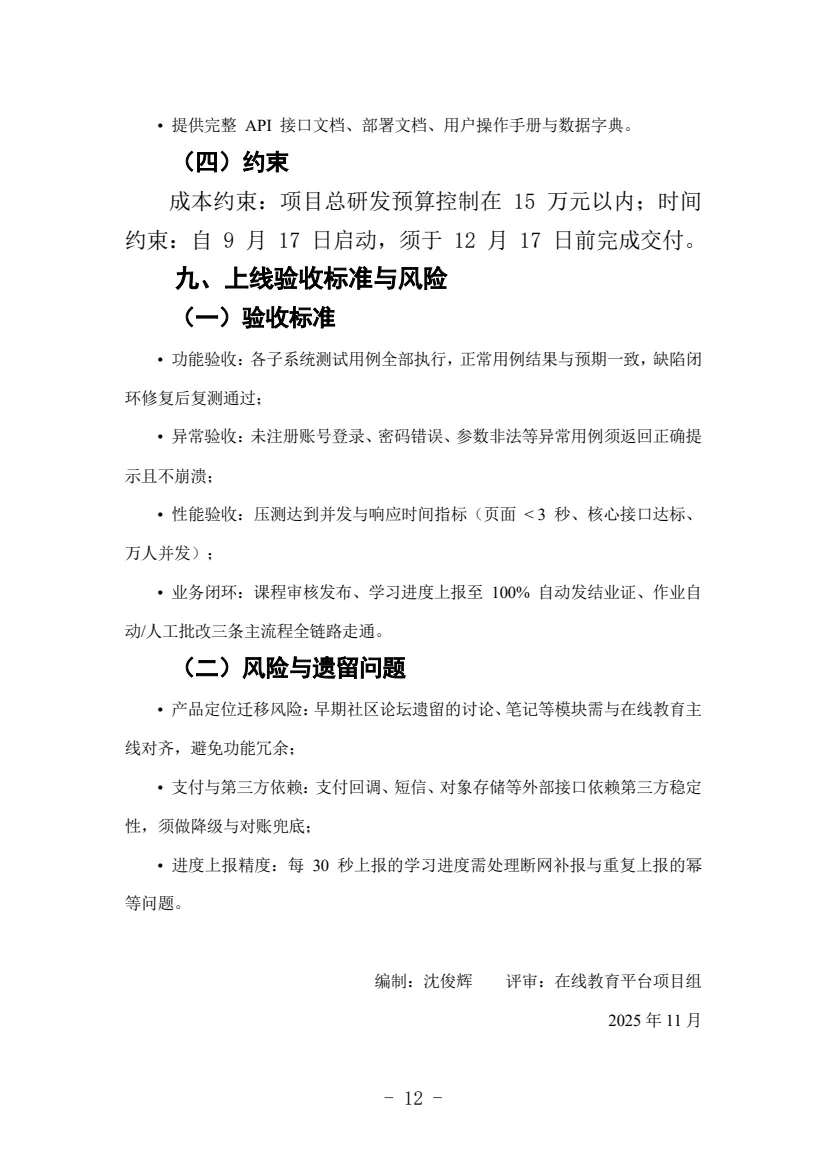 • 提供完整 API 接口文档、部署文档、用户操作手册与数据字典。
（四）约束
成本约束：项目总研发预算控制在 15 万元以内；时间
约束：自 9 月 17 日启动，须于 12 月 17 日前完成交付。
九、上线验收标准与风险
（一）验收标准
• 功能验收：各子系统测试用例全部执行，正常用例结果与预期一致，缺陷闭
环修复后复测通过；
• 异常验收：未注册账号登录、密码错误、参数非法等异常用例须返回正确提
示且不崩溃；
• 性能验收：压测达到并发与响应时间指标（页面 < 3 秒、核心接口达标、
万人并发）；
• 业务闭环：课程审核发布、学习进度上报至 100% 自动发结业证、作业自
动/人工批改三条主流程全链路走通。
（二）风险与遗留问题
• 产品定位迁移风险：早期社区论坛遗留的讨论、笔记等模块需与在线教育主
线对齐，避免功能冗余；
• 支付与第三方依赖：支付回调、短信、对象存储等外部接口依赖第三方稳定
性，须做降级与对账兜底；
• 进度上报精度：每 30 秒上报的学习进度需处理断网补报与重复上报的幂
等问题。
编制：沈俊辉　　评审：在线教育平台项目组
2025 年 11 月
- 12 -